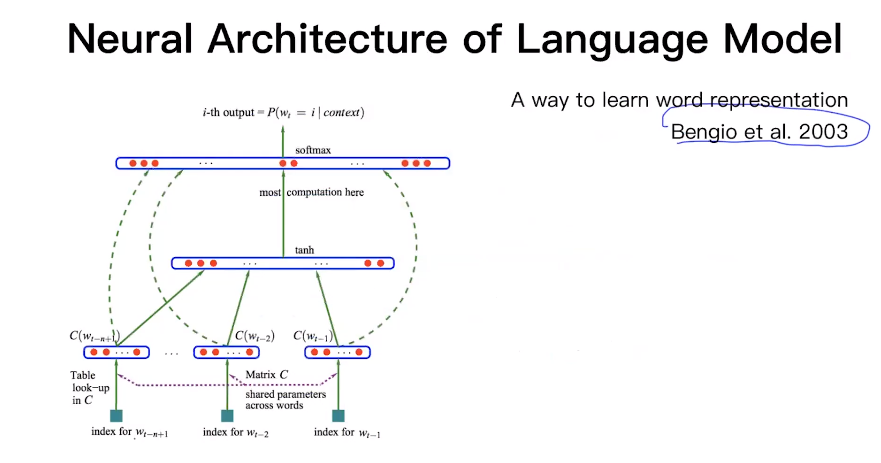 Neural Architecture of Language Model
A way to learn word representation
Bengio et al. 2003
i-th output = P(w_t = i | context)
softmax
... ...
most computation here
tanh
... ...
C(w_{t-n+1}) C(w_{t-2}) C(w_{t-1})
... ... ... ...
Table
look-up
in C
Matrix C
shared parameters
across words
index for w_{t-n+1} index for w_{t-2} index for w_{t-1}